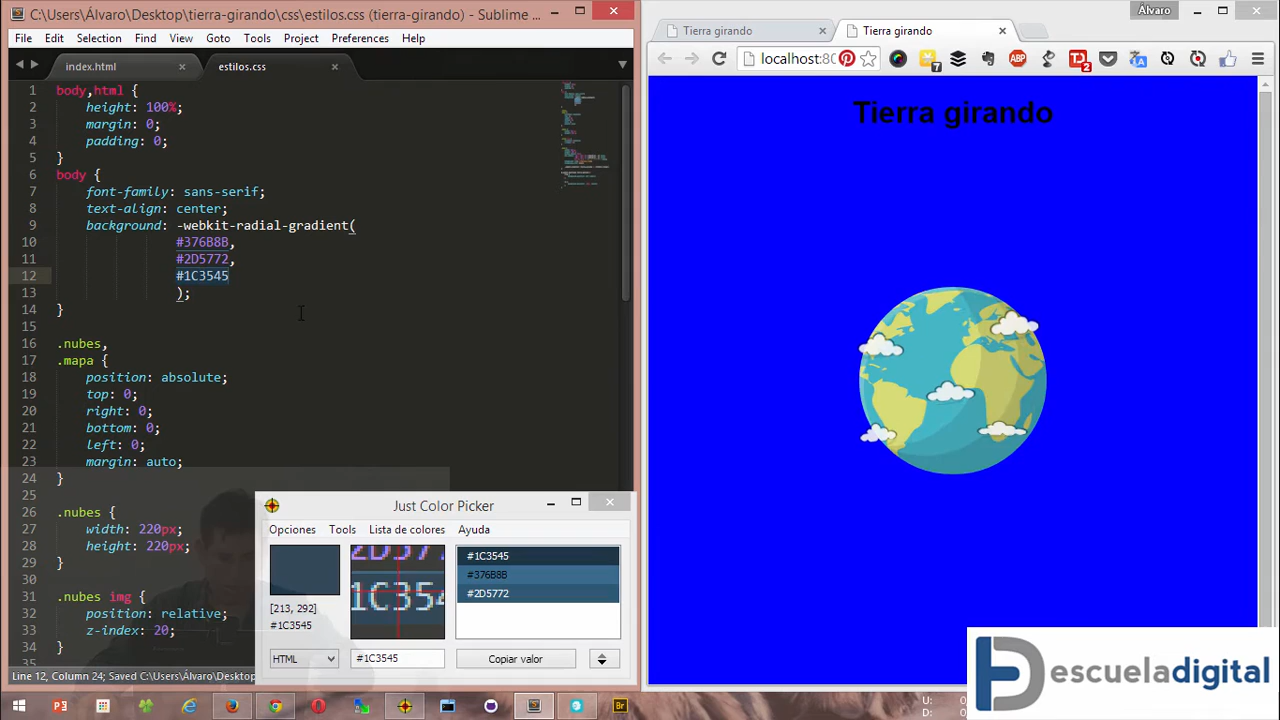 C:\Users\Álvaro\Desktop\tierra-girando\css\estilos.css (tierra-girando) - Sublime ...
File Edit Selection Find View Goto Tools Project Preferences Help
index.html × estilos.css ×
1 body,html {
2 height: 100%;
3 margin: 0;
4 padding: 0;
5 }
6 body {
7 font-family: sans-serif;
8 text-align: center;
9 background: -webkit-radial-gradient(
10 #376B8B,
11 #2D5772,
12 #1C3545
13 );
14 }
15
16 .nubes,
17 .mapa {
18 position: absolute;
19 top: 0;
20 right: 0;
21 bottom: 0;
22 left: 0;
23 margin: auto;
24 }
25
26 .nubes {
27 width: 220px;
28 height: 220px;
29 }
30
31 .nubes img {
32 position: relative;
33 z-index: 20;
34 }
35
Line 12, Column 24; Saved C:\Users\Álvaro\Desktop
Just Color Picker
Opciones Tools Lista de colores Ayuda
#1C3545
#376B8B
#2D5772
[213, 292]
#1C3545
HTML #1C3545 Copiar valor
Álvaro
Tierra girando × Tierra girando ×
localhost:80
7
ABP
2
Tierra girando
U:
D:
Br
escueladigital